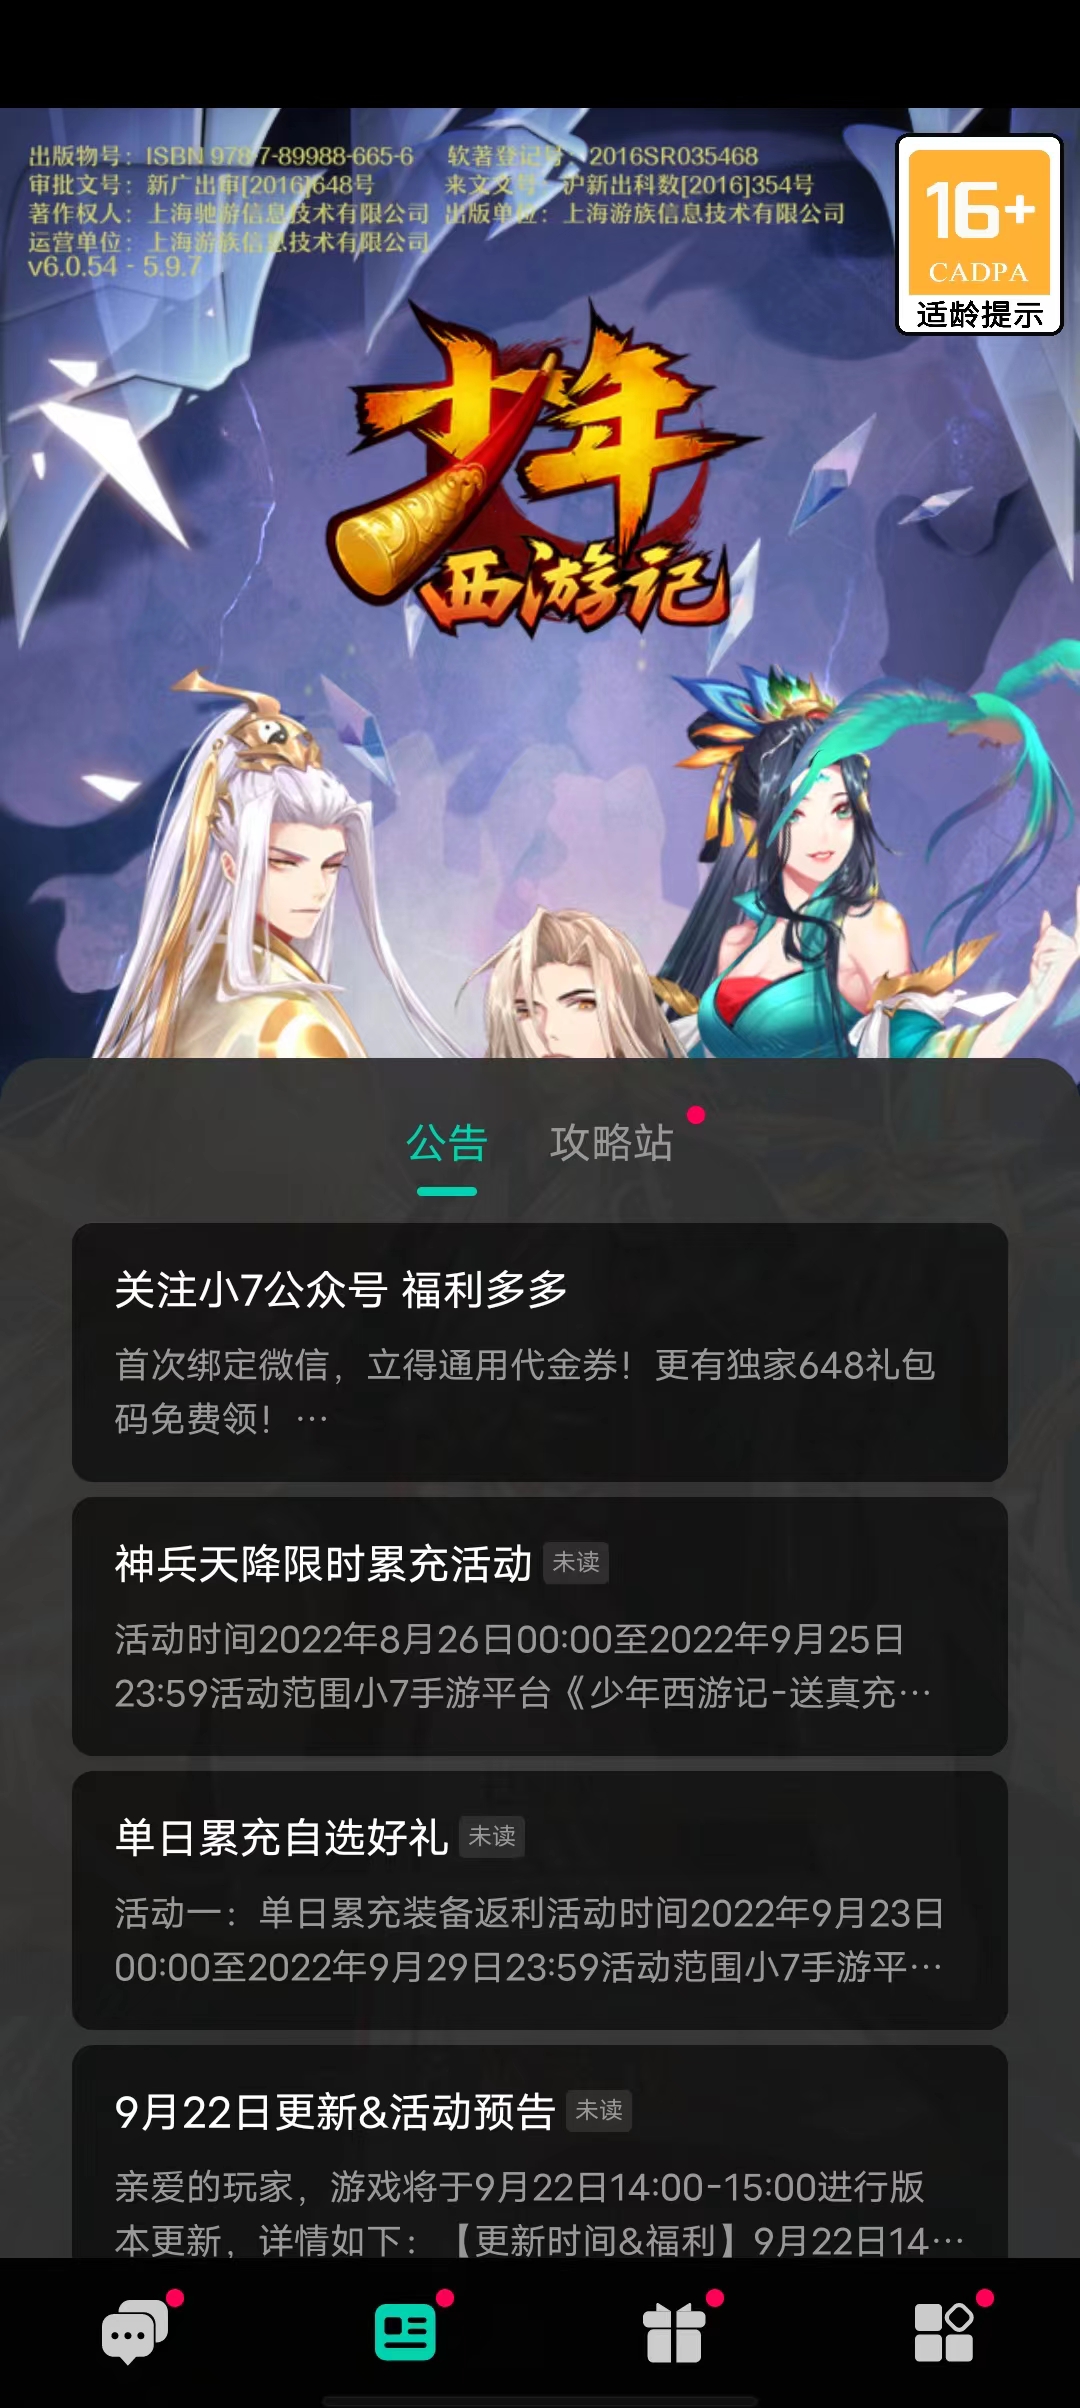 出版物号：ISBN 978-7-89988-665-6 软著登记号：2016SR035468
审批文号：新广出审[2016]648号 来文文号：沪新出科数[2016]354号
著作权人：上海驰游信息技术有限公司 出版单位：上海游族信息技术有限公司
运营单位：上海游族信息技术有限公司
v6.0.54 - 5.9.7
16+
CADPA
适龄提示
少年
西游记
公告 攻略站
关注小7公众号 福利多多
首次绑定微信，立得通用代金券！更有独家648礼包
码免费领！…
神兵天降限时累充活动 未读
活动时间2022年8月26日00:00至2022年9月25日
23:59活动范围小7手游平台《少年西游记-送真充…
单日累充自选好礼 未读
活动一：单日累充装备返利活动时间2022年9月23日
00:00至2022年9月29日23:59活动范围小7手游平…
9月22日更新&活动预告 未读
亲爱的玩家，游戏将于9月22日14:00-15:00进行版
本更新，详情如下：【更新时间&福利】9月22日14…